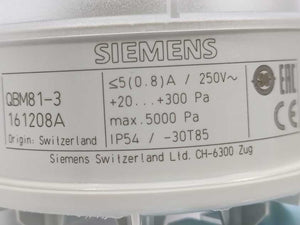 SIEMENS
QBM81-3
161208A
Origin: Switzerland
≤5(0.8)A / 250V~
+20...+300 Pa
max. 5000 Pa
IP54 / -30T85
EAC
CE
Siemens Switzerland Ltd. CH-6300 Zug